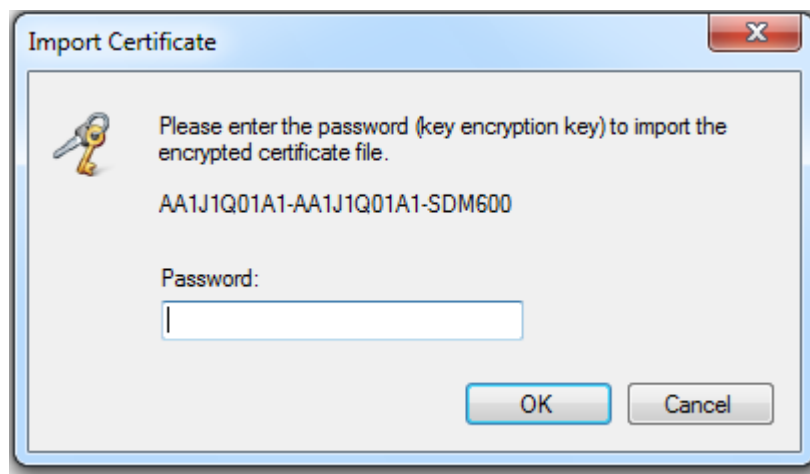 Import Certificate
Please enter the password (key encryption key) to import the
encrypted certificate file.
AA1J1Q01A1-AA1J1Q01A1-SDM600
Password:
OK
Cancel